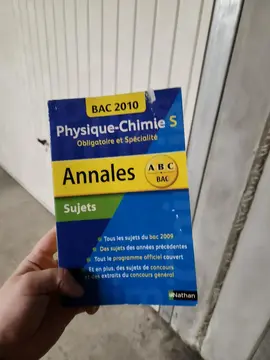 BAC 2010
Physique-Chimie S
Obligatoire et Spécialité
Annales
ABC
BAC
Sujets
Tous les sujets du bac 2009
Des sujets des années précédentes
Tout le programme officiel couvert
Et en plus, des sujets de concours
et des extraits du concours général
Nathan